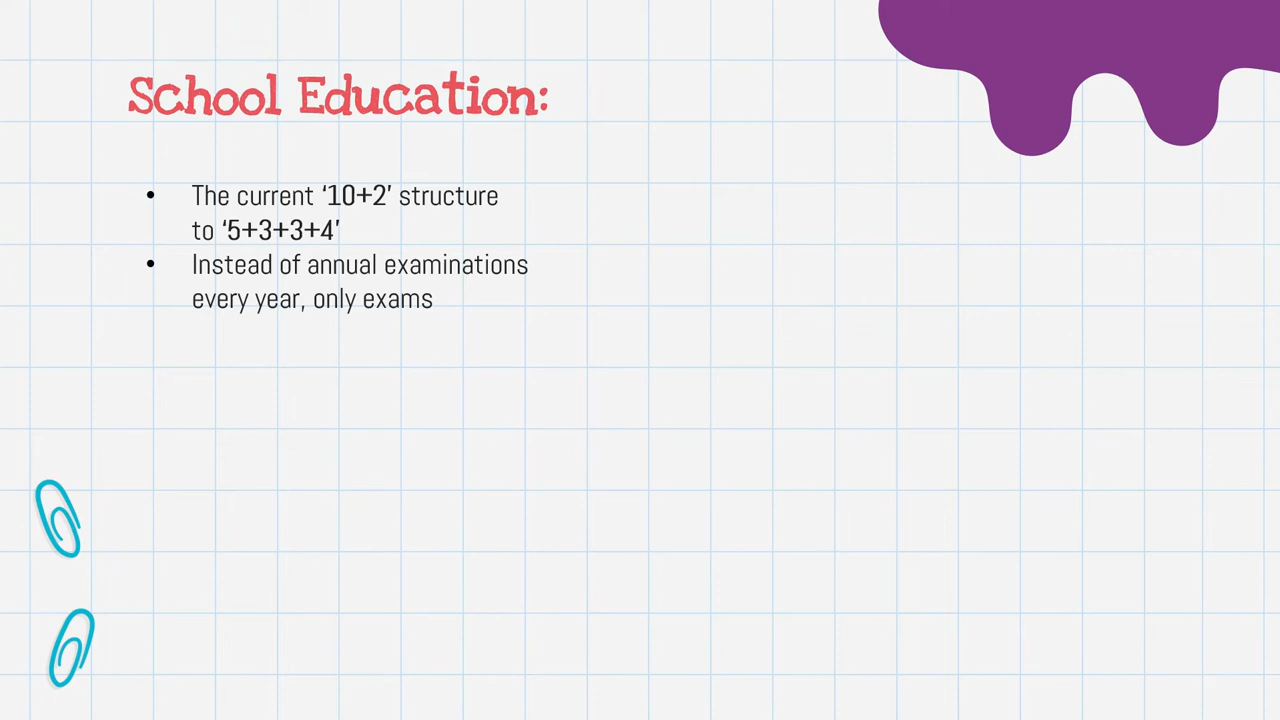 School Education:
• The current ‘10+2’ structure
to ‘5+3+3+4’
• Instead of annual examinations
every year, only exams